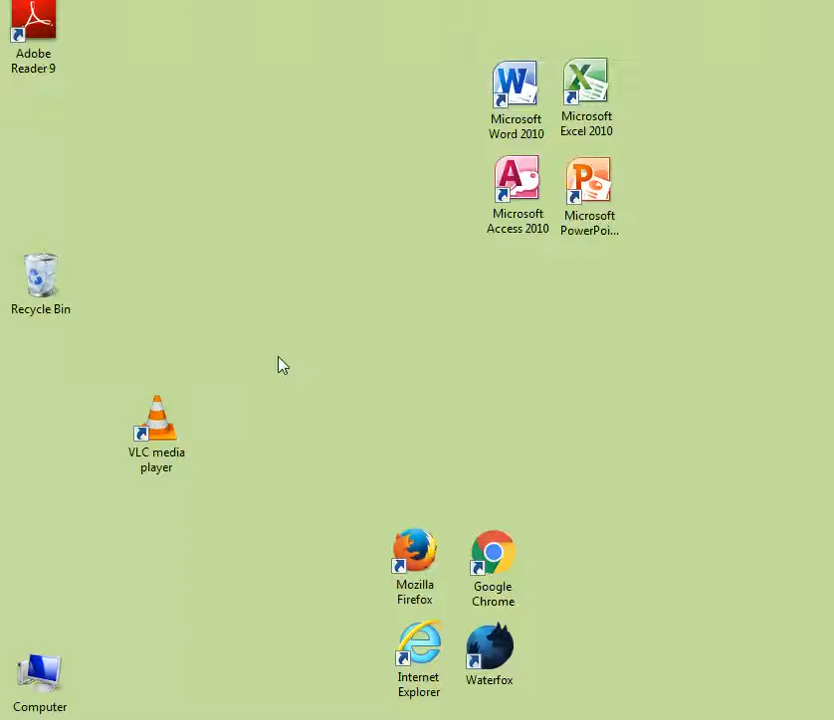 Adobe
Reader 9
Microsoft
Word 2010
Microsoft
Excel 2010
Microsoft
Access 2010
Microsoft
PowerPoi...
Recycle Bin
VLC media
player
Mozilla
Firefox
Google
Chrome
Internet
Explorer
Waterfox
Computer